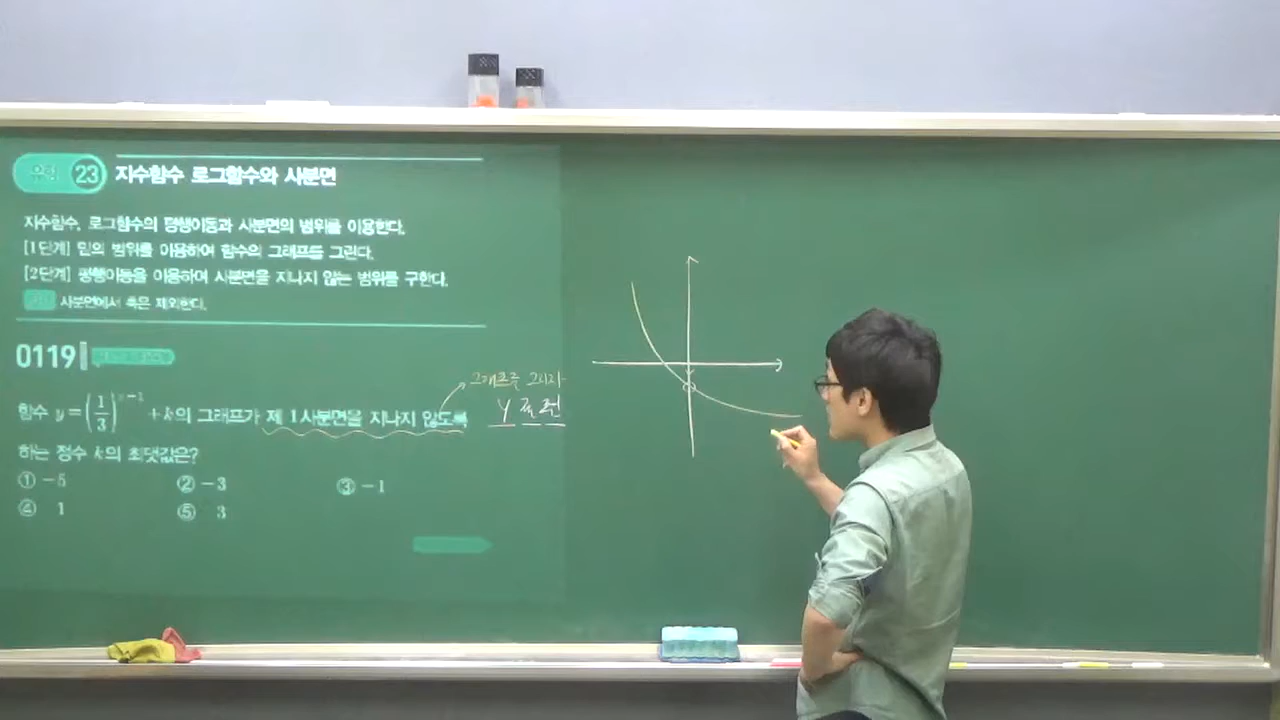 유형 23 지수함수 로그함수와 사분면
지수함수, 로그함수의 평행이동과 사분면의 범위를 이용한다.
[1단계] 밑의 범위를 이용하여 함수의 그래프를 그린다.
[2단계] 평행이동을 이용하여 사분면을 지나지 않는 범위를 구한다.
사분면에서 축은 제외한다.
0119
그래프를 그리자
함수 y=(1/3)^{x-1}+k의 그래프가 제1사분면을 지나지 않도록
y절편
하는 정수 k의 최댓값은?
① -5 ② -3 ③ -1
④ 1 ⑤ 3